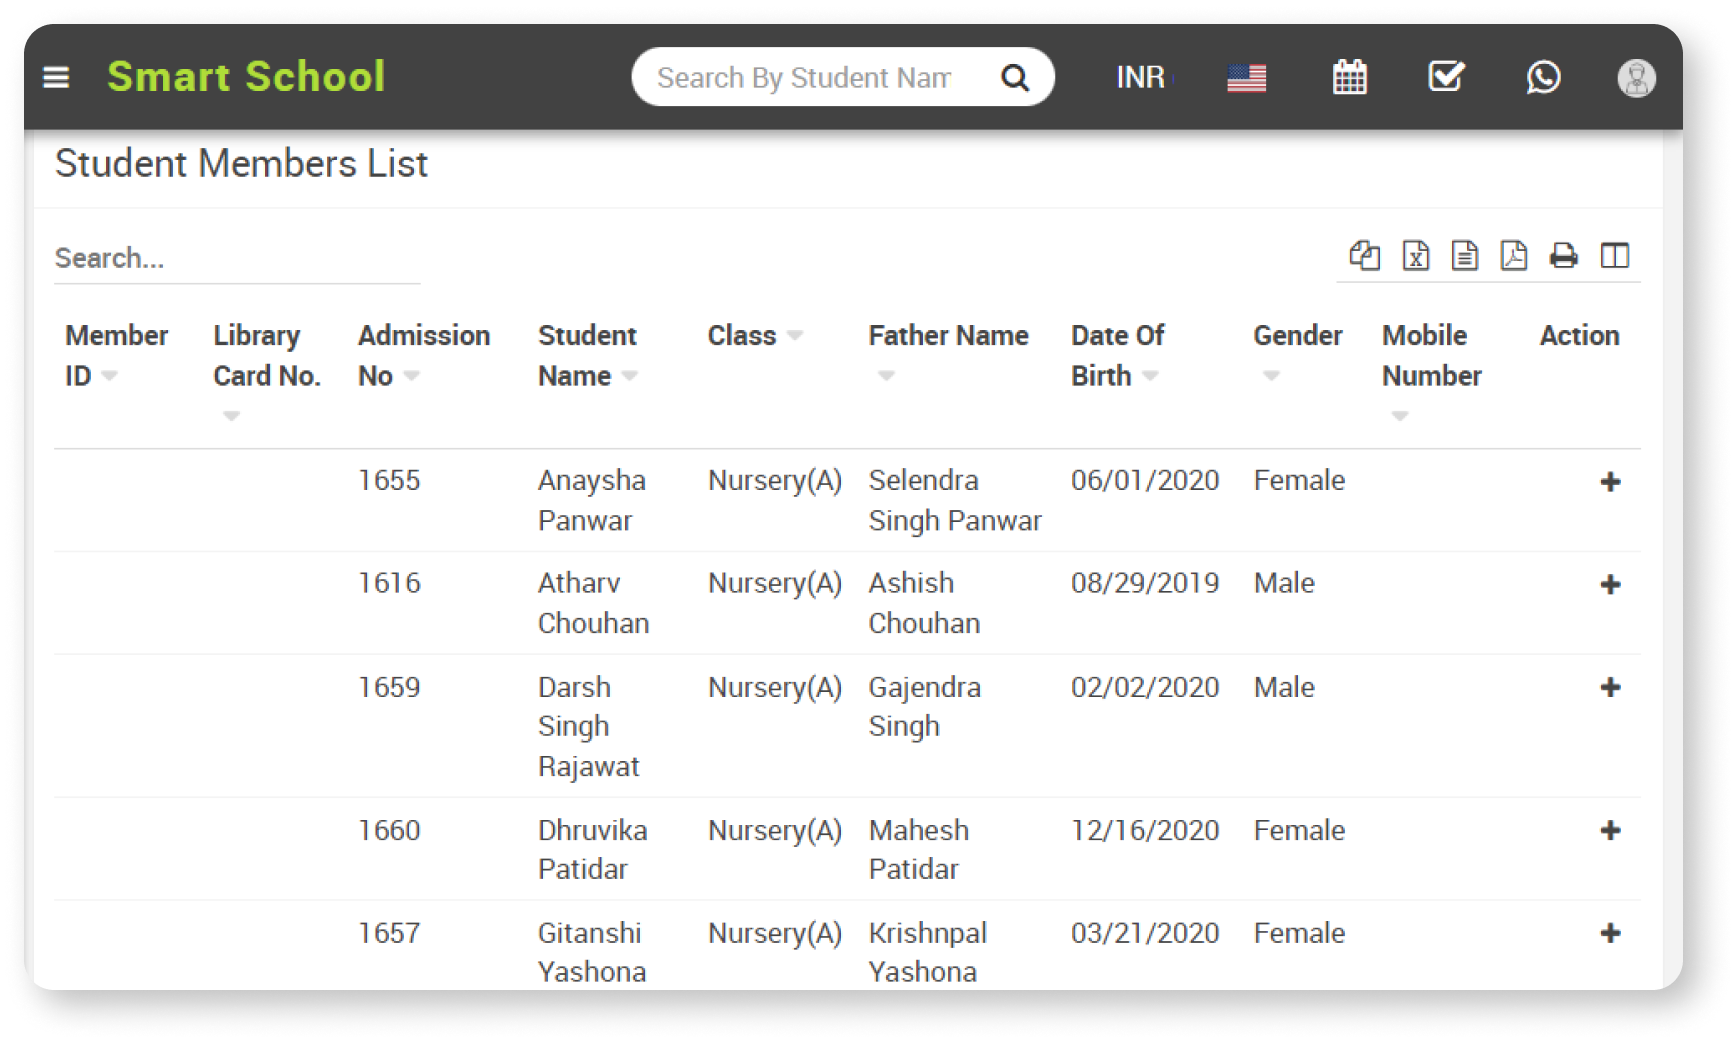 Smart School
Search By Student Nam
INR
Student Members List
Search...
Member ID
Library Card No.
Admission No
Student Name
Class
Father Name
Date Of Birth
Gender
Mobile Number
Action
1655 Anaysha Panwar Nursery(A) Selendra Singh Panwar 06/01/2020 Female
1616 Atharv Chouhan Nursery(A) Ashish Chouhan 08/29/2019 Male
1659 Darsh Singh Rajawat Nursery(A) Gajendra Singh 02/02/2020 Male
1660 Dhruvika Patidar Nursery(A) Mahesh Patidar 12/16/2020 Female
1657 Gitanshi Yashona Nursery(A) Krishnpal Yashona 03/21/2020 Female